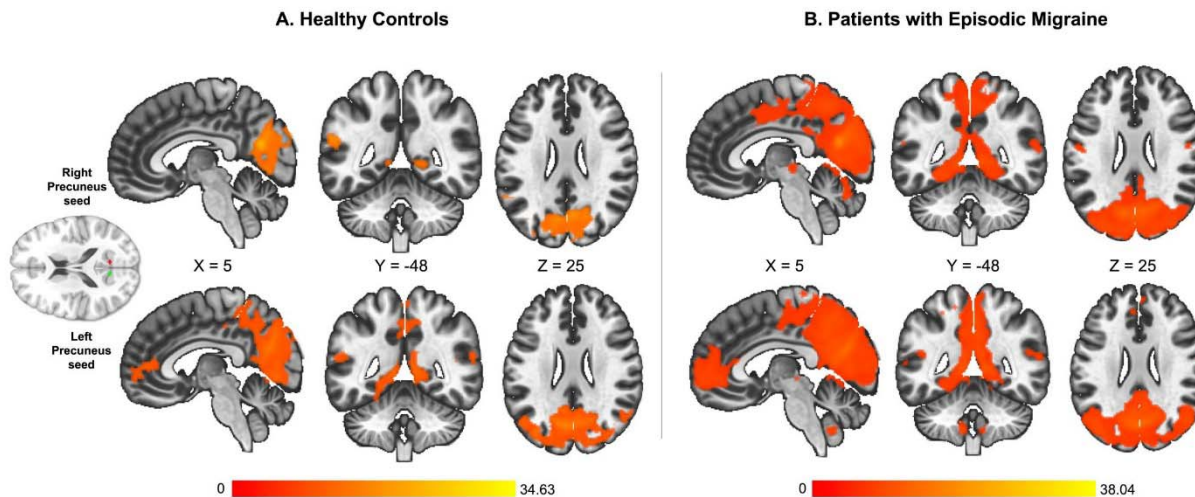 A. Healthy Controls
B. Patients with Episodic Migraine
Right
Precuneus
seed
X = 5
Y = -48
Z = 25
X = 5
Y = -48
Z = 25
Left
Precuneus
seed
0
34.63
0
38.04